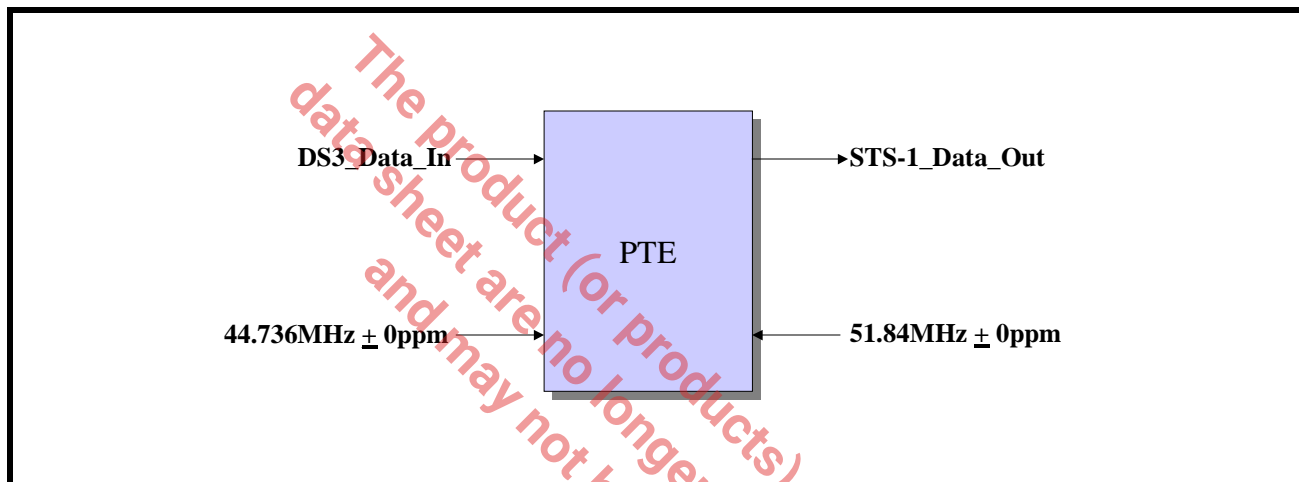 DS3_Data_In
STS-1_Data_Out
PTE
44.736MHz ± 0ppm
51.84MHz ± 0ppm
The product (or products)
data sheet are no longer
and may not b